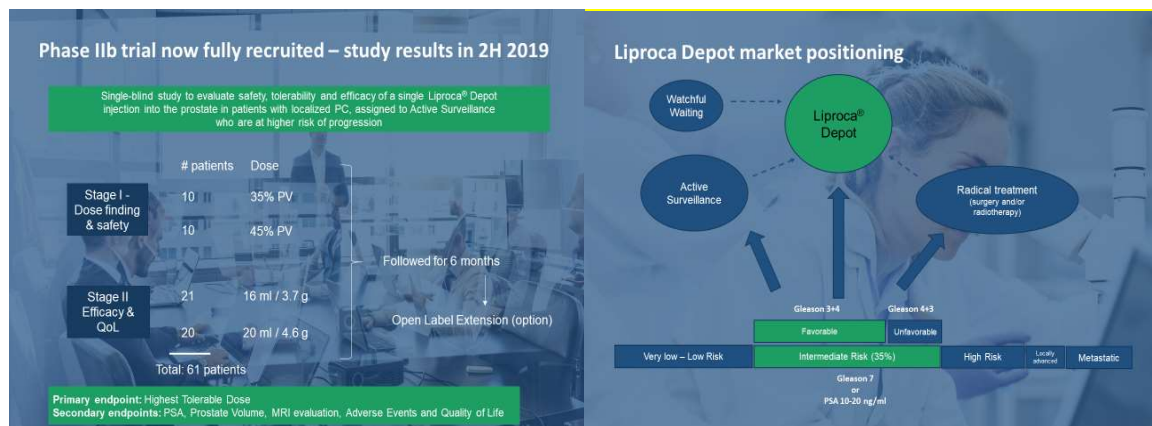 Phase IIb trial now fully recruited – study results in 2H 2019
Single-blind study to evaluate safety, tolerability and efficacy of a single Liproca® Depot
injection into the prostate in patients with localized PC, assigned to Active Surveillance
who are at higher risk of progression
# patients Dose
Stage I -
Dose finding
& safety
10 35% PV
10 45% PV
Followed for 6 months
Stage II
Efficacy &
QoL
21 16 ml / 3.7 g
20 20 ml / 4.6 g
Open Label Extension (option)
Total: 61 patients
Primary endpoint: Highest Tolerable Dose
Secondary endpoints: PSA, Prostate Volume, MRI evaluation, Adverse Events and Quality of Life
Liproca Depot market positioning
Watchful
Waiting
Liproca®
Depot
Active
Surveillance
Radical treatment
(surgery and/or
radiotherapy)
Gleason 3+4 Gleason 4+3
Favorable Unfavorable
Very low – Low Risk Intermediate Risk (35%) High Risk Locally
advanced Metastatic
Gleason 7
or
PSA 10-20 ng/ml